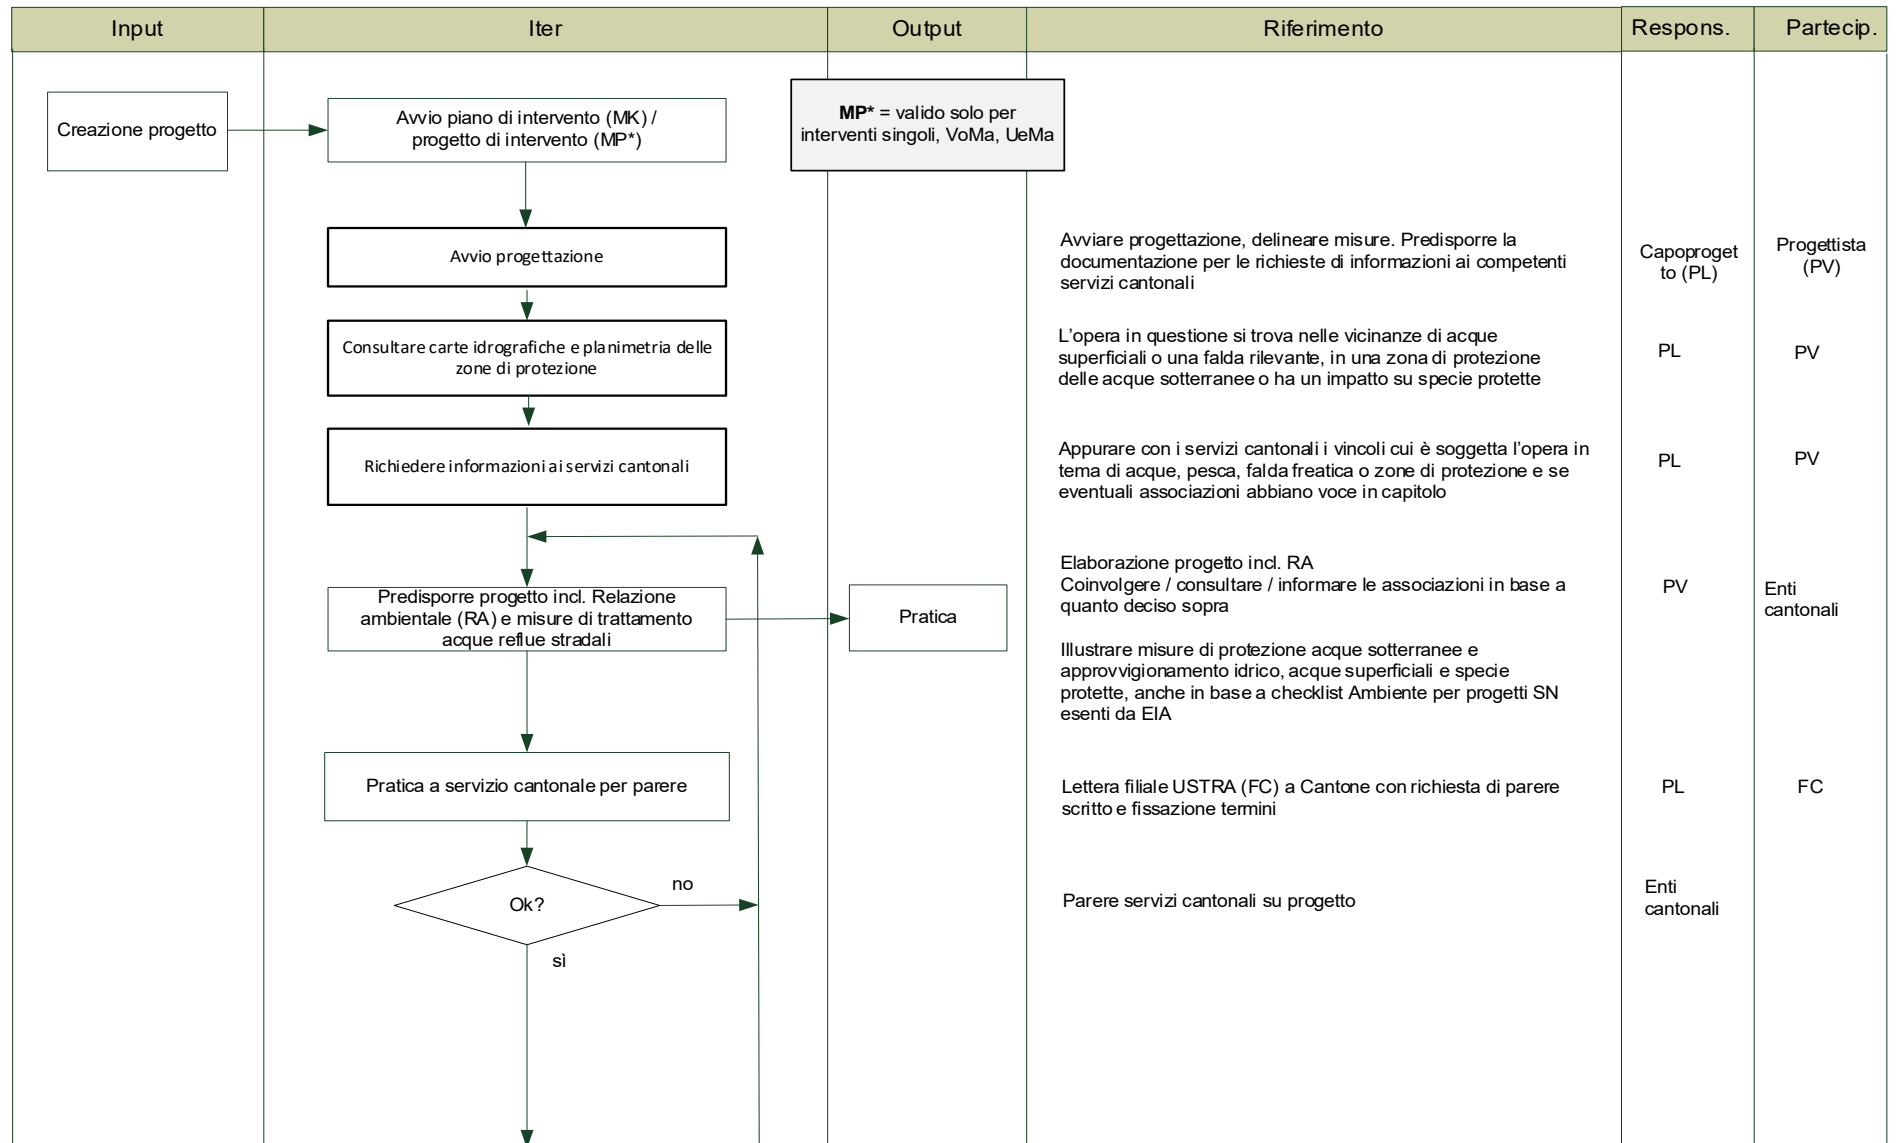 Input
Iter
Output
Riferimento
Respons.
Partecip.
Creazione progetto
Avvio piano di intervento (MK) /
progetto di intervento (MP*)
MP* = valido solo per
interventi singoli, VoMa, UeMa
Avvio progettazione
Avviare progettazione, delineare misure. Predisporre la
documentazione per le richieste di informazioni ai competenti
servizi cantonali
Capoproget
to (PL)
Progettista
(PV)
Consultare carte idrografiche e planimetria delle
zone di protezione
L'opera in questione si trova nelle vicinanze di acque
superficiali o una falda rilevante, in una zona di protezione
delle acque sotterranee o ha un impatto su specie protette
PL
PV
Richiedere informazioni ai servizi cantonali
Appurare con i servizi cantonali i vincoli cui è soggetta l'opera in
tema di acque, pesca, falda freatica o zone di protezione e se
eventuali associazioni abbiano voce in capitolo
PL
PV
Predisporre progetto incl. Relazione
ambientale (RA) e misure di trattamento
acque reflue stradali
Pratica
Elaborazione progetto incl. RA
Coinvolgere / consultare / informare le associazioni in base a
quanto deciso sopra
PV
Enti
cantonali
Illustrare misure di protezione acque sotterranee e
approvvigionamento idrico, acque superficiali e specie
protette, anche in base a checklist Ambiente per progetti SN
esenti da EIA
Pratica a servizio cantonale per parere
Lettera filiale USTRA (FC) a Cantone con richiesta di parere
scritto e fissazione termini
PL
FC
Ok?
no
sì
Parere servizi cantonali su progetto
Enti
cantonali